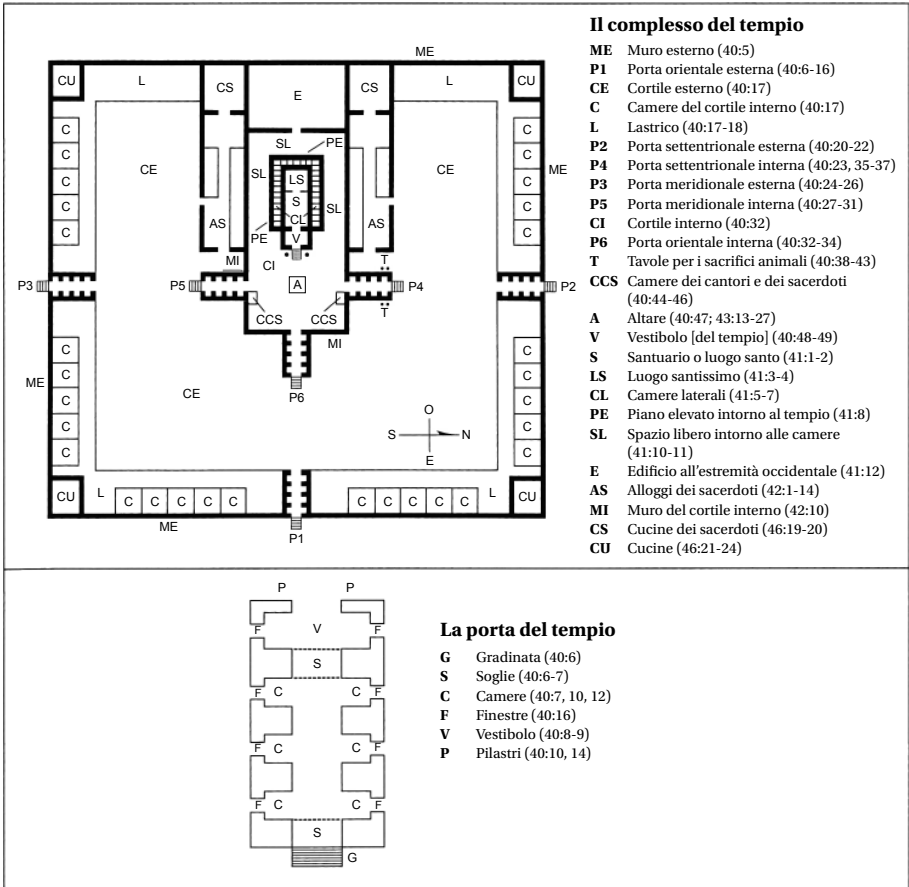 ME
CU L CS E CS L CU
SL PE
C C
C CE SL LS CE C
C S C ME
C AS CL SL AS C
C PE V C
MI CI T
P3 P5 A P4 P2
CCS CCS T
MI
C C
ME C C
C CE P6 C
C O C
C S N C
E
CU L C C C C C C C C C C L CU
ME P1
Il complesso del tempio
ME Muro esterno (40:5)
P1 Porta orientale esterna (40:6-16)
CE Cortile esterno (40:17)
C Camere del cortile interno (40:17)
L Lastrico (40:17-18)
P2 Porta settentrionale esterna (40:20-22)
P4 Porta settentrionale interna (40:23, 35-37)
P3 Porta meridionale esterna (40:24-26)
P5 Porta meridionale interna (40:27-31)
CI Cortile interno (40:32)
P6 Porta orientale interna (40:32-34)
T Tavole per i sacrifici animali (40:38-43)
CCS Camere dei cantori e dei sacerdoti
(40:44-46)
A Altare (40:47; 43:13-27)
V Vestibolo [del tempio] (40:48-49)
S Santuario o luogo santo (41:1-2)
LS Luogo santissimo (41:3-4)
CL Camere laterali (41:5-7)
PE Piano elevato intorno al tempio (41:8)
SL Spazio libero intorno alle camere
(41:10-11)
E Edificio all'estremità occidentale (41:12)
AS Alloggi dei sacerdoti (42:1-14)
MI Muro del cortile interno (42:10)
CS Cucine dei sacerdoti (46:19-20)
CU Cucine (46:21-24)
P P
F V F
S
F C C F
F C C F
F C C F
S
G
La porta del tempio
G Gradinata (40:6)
S Soglie (40:6-7)
C Camere (40:7, 10, 12)
F Finestre (40:16)
V Vestibolo (40:8-9)
P Pilastri (40:10, 14)